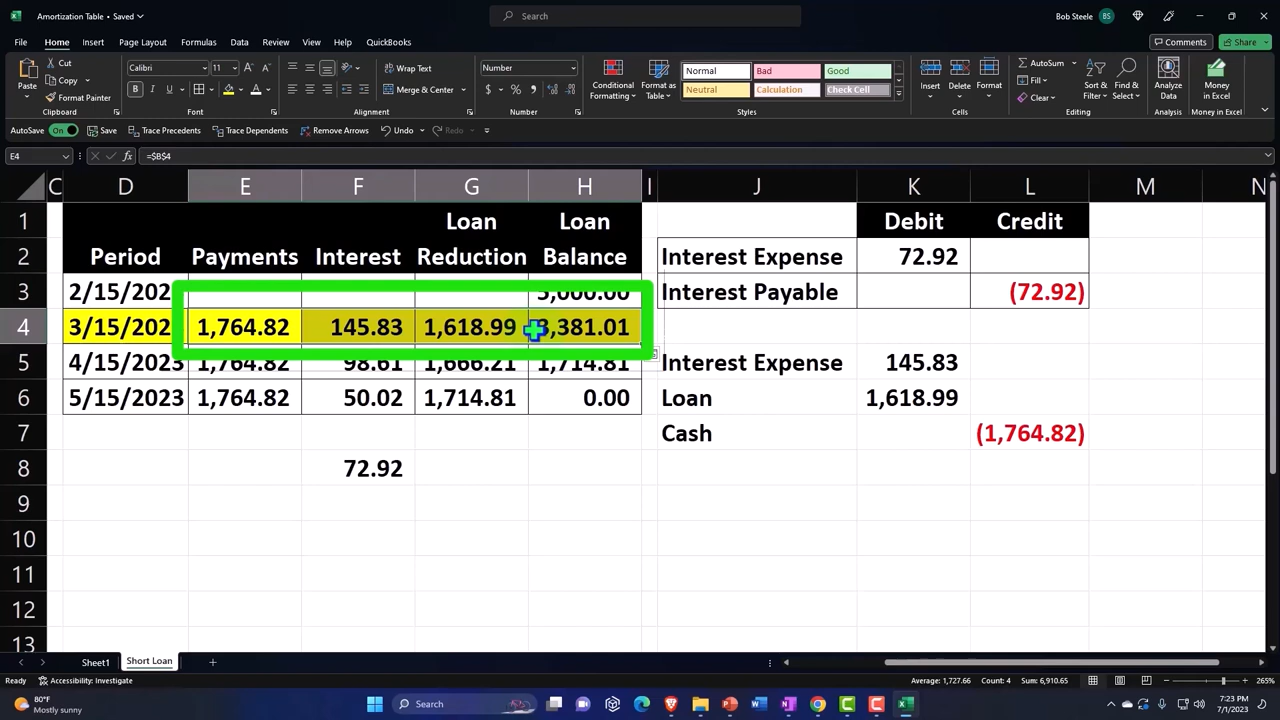 Amortization Table • Saved
Search
Bob Steele BS
File Home Insert Page Layout Formulas Data Review View Help QuickBooks Comments Share
Cut Calibri 11 Wrap Text Number Normal Bad Good AutoSum
Copy
Paste Format Painter Merge & Center Conditional Formatting Format as Table Neutral Calculation Check Cell Insert Delete Format Clear Sort & Filter Find & Select Analyze Data Money in Excel
Clipboard Font Alignment Number Styles Cells Editing Analysis Money in Excel
AutoSave On Save Trace Precedents Trace Dependents Remove Arrows Undo Redo
E4 fx =$B$4
C D E F G H I J K L M N
1 Loan Loan Debit Credit
2 Period Payments Interest Reduction Balance Interest Expense 72.92
3 2/15/202 5,000.00 Interest Payable (72.92)
4 3/15/202 1,764.82 145.83 1,618.99 3,381.01
5 4/15/2023 1,764.82 98.61 1,666.21 1,714.81 Interest Expense 145.83
6 5/15/2023 1,764.82 50.02 1,714.81 0.00 Loan 1,618.99
7 Cash (1,764.82)
8 72.92
9
10
11
12
13
Sheet1 Short Loan
Ready Accessibility: Investigate Average: 1,727.66 Count: 4 Sum: 6,910.65 265%
80°F
Mostly sunny
Search
7:23 PM
7/1/2023